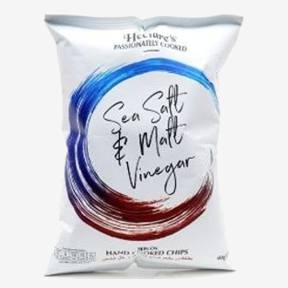 Hectare's
PASSIONATELY COOKED
Sea Salt
& Malt
Vinegar
HAND COOKED CHIPS